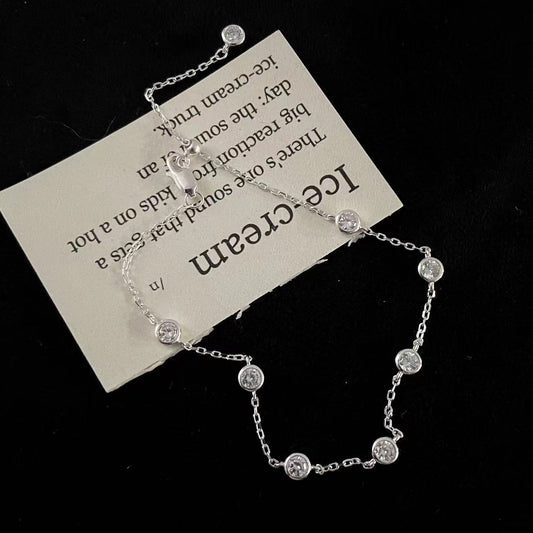 Ice-cream
/n
There's one sound that gets a
big reaction from kids on a hot
day: the sound of an
ice-cream truck.